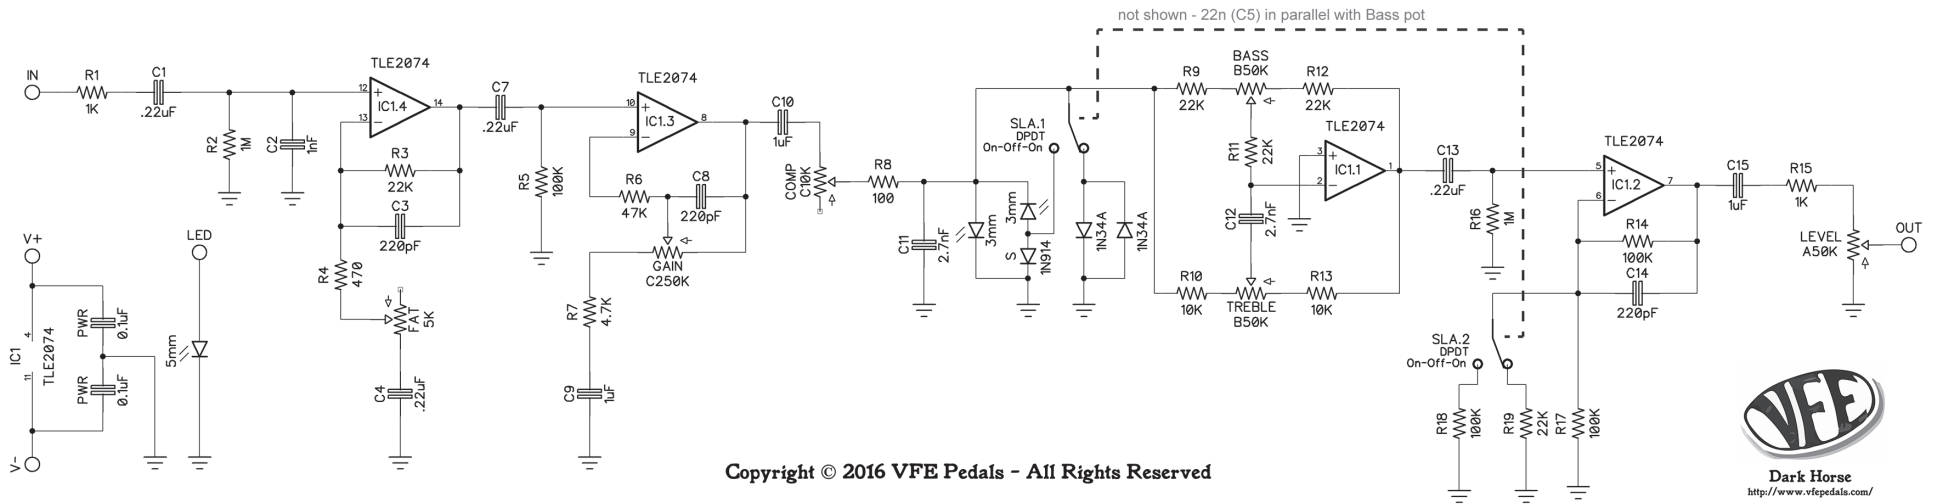 not shown - 22n (C5) in parallel with Bass pot
IN
R1
1K
C1
.22uF
R2
1M
C2
1nF
TLE2074
12
+
13
-
IC1.4
14
R3
22K
C3
220pF
R4
470
FAT
5K
C4
.22uF
C7
.22uF
R5
100K
TLE2074
10
+
9
-
IC1.3
8
R6
47K
C8
220pF
GAIN
C250K
R7
4.7K
C9
1uF
C10
1uF
COMP
C10K
R8
100
C11
2.7nF
3mm
3mm
S
1N914
SLA.1
DPDT
On-Off-On
1N34A
1N34A
R9
22K
BASS
B50K
R12
22K
R11
22K
C12
2.7nF
R10
10K
TREBLE
B50K
R13
10K
TLE2074
3
+
2
-
IC1.1
1
C13
.22uF
R16
1M
TLE2074
5
+
6
-
IC1.2
7
R14
100K
C14
220pF
SLA.2
DPDT
On-Off-On
R18
100K
R19
22K
R17
100K
C15
1uF
R15
1K
LEVEL
A50K
OUT
V+
V-
IC1
4
11
TLE2074
PWR
0.1uF
PWR
0.1uF
LED
5mm
Copyright © 2016 VFE Pedals - All Rights Reserved
VFE
Dark Horse
http://www.vfepedals.com/